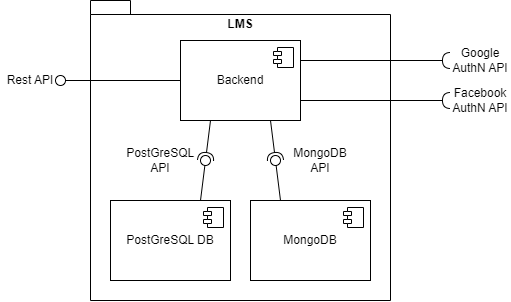 LMS
Google
AuthN API
Rest API
Backend
Facebook
AuthN API
PostGreSQL
API
MongoDB
API
PostGreSQL DB
MongoDB